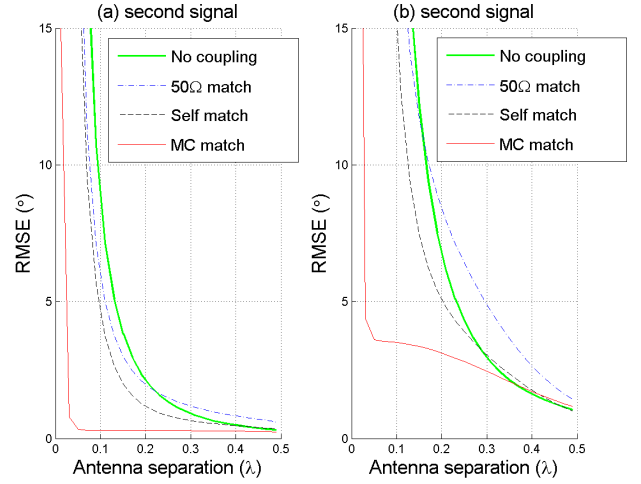 (a) second signal
15
10
5
0
RMSE (°)
0
0.1
0.2
0.3
0.4
0.5
Antenna separation (λ)
No coupling
50Ω match
Self match
MC match
(b) second signal
15
10
5
0
RMSE (°)
0
0.1
0.2
0.3
0.4
0.5
Antenna separation (λ)
No coupling
50Ω match
Self match
MC match